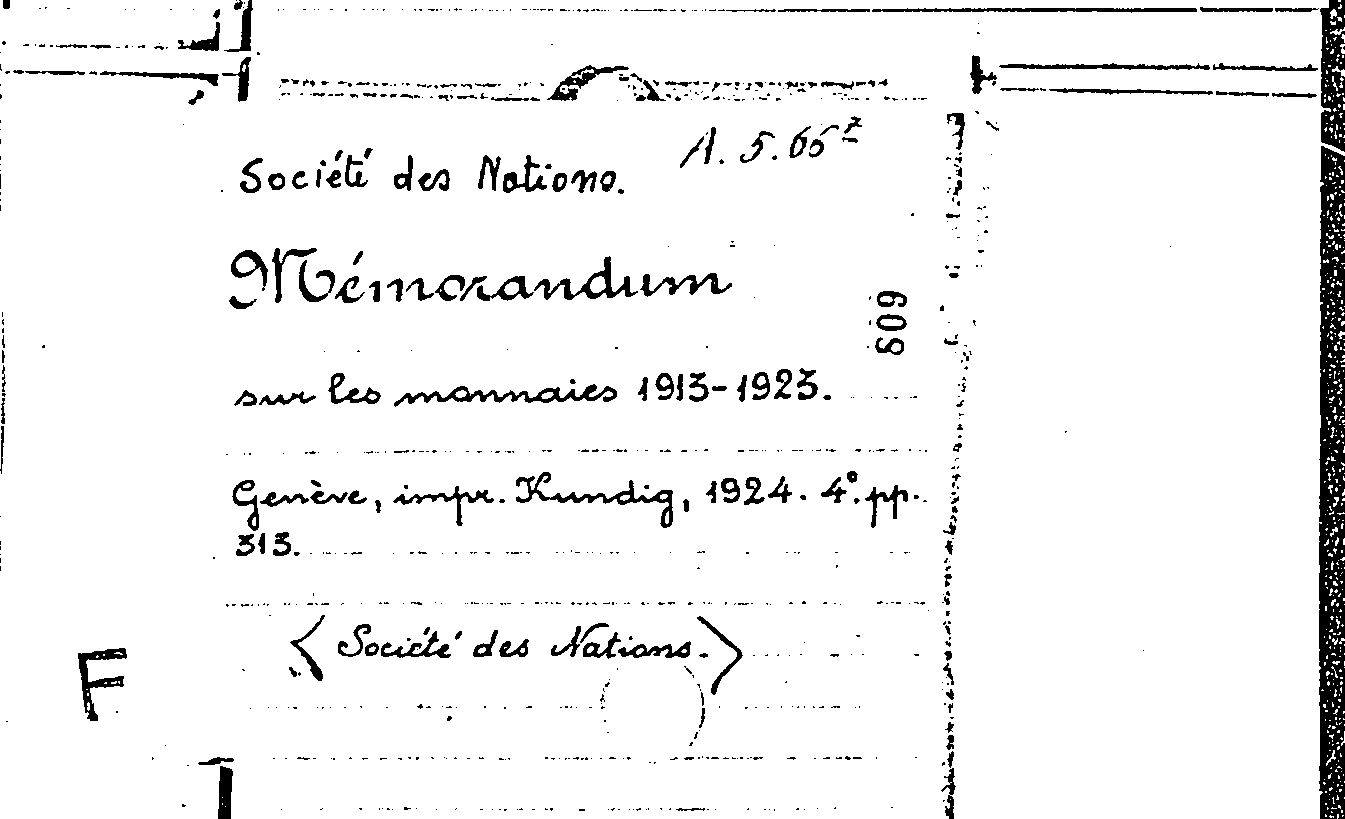 A. 5. 65 z
Société des Nations.
Mémorandum
609
sur les monnaies 1913-1923.
Genève, impr. Kundig, 1924. 4°. pp.
313.
< Société des Nations. >
F